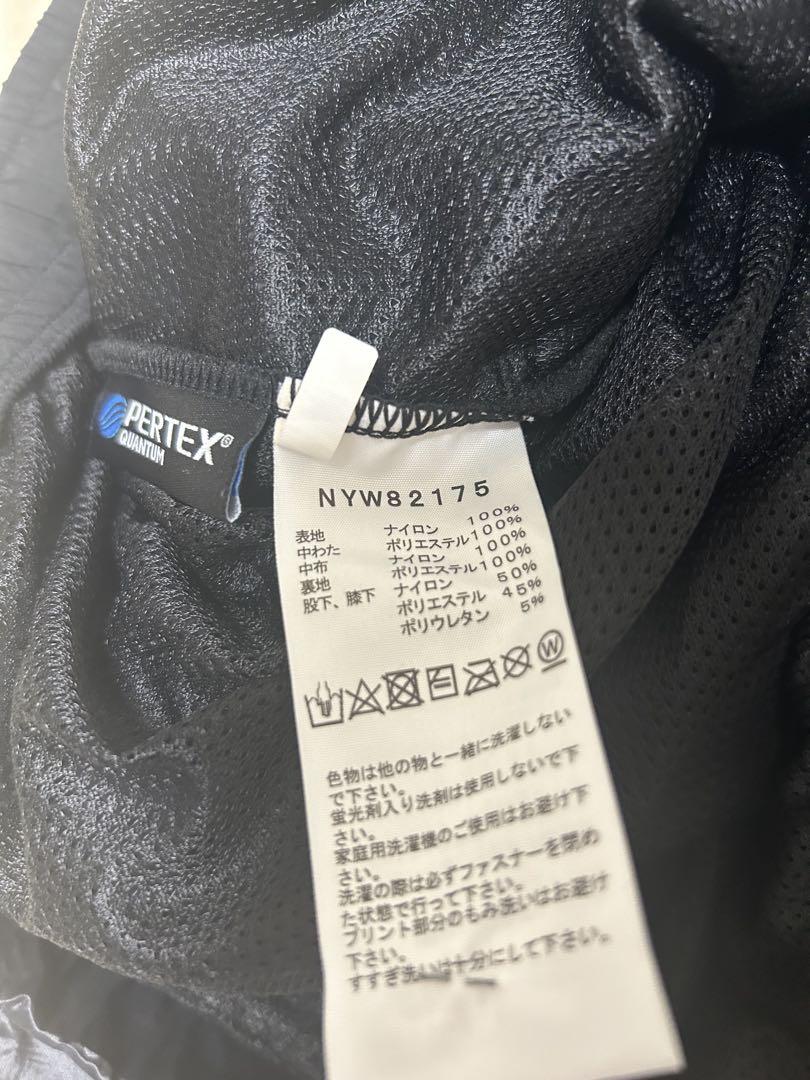 PERTEX®
QUANTUM
NYW82175
表地 ナイロン 100%
中わた ポリエステル 100%
中布 ナイロン 100%
裏地 ポリエステル 100%
股下、膝下 ナイロン 50%
ポリエステル 45%
ポリウレタン 5%
W
色物は他の物と一緒に洗濯しない
で下さい。
蛍光剤入り洗剤は使用しないで下
さい。
家庭用洗濯機のご使用はお避け下
さい。
洗濯の際は必ずファスナーを閉め
た状態で行って下さい。
プリント部分のもみ洗いはお避け
下さい。
すすぎ洗いは十分にして下さい。